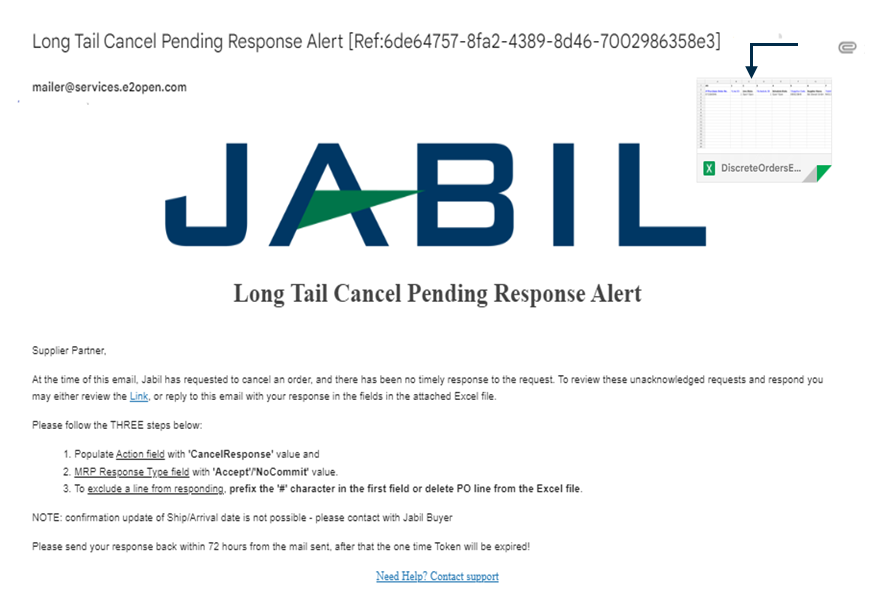 Long Tail Cancel Pending Response Alert [Ref:6de64757-8fa2-4389-8d46-7002986358e3]
mailer@services.e2open.com
DiscreteOrdersE...
JABIL
Long Tail Cancel Pending Response Alert
Supplier Partner,
At the time of this email, Jabil has requested to cancel an order, and there has been no timely response to the request. To review these unacknowledged requests and respond you
may either review the Link, or reply to this email with your response in the fields in the attached Excel file.
Please follow the THREE steps below:
1. Populate Action field with 'CancelResponse' value and
2. MRP Response Type field with 'Accept'/'NoCommit' value.
3. To exclude a line from responding, prefix the '#' character in the first field or delete PO line from the Excel file.
NOTE: confirmation update of Ship/Arrival date is not possible - please contact with Jabil Buyer
Please send your response back within 72 hours from the mail sent, after that the one time Token will be expired!
Need Help? Contact support